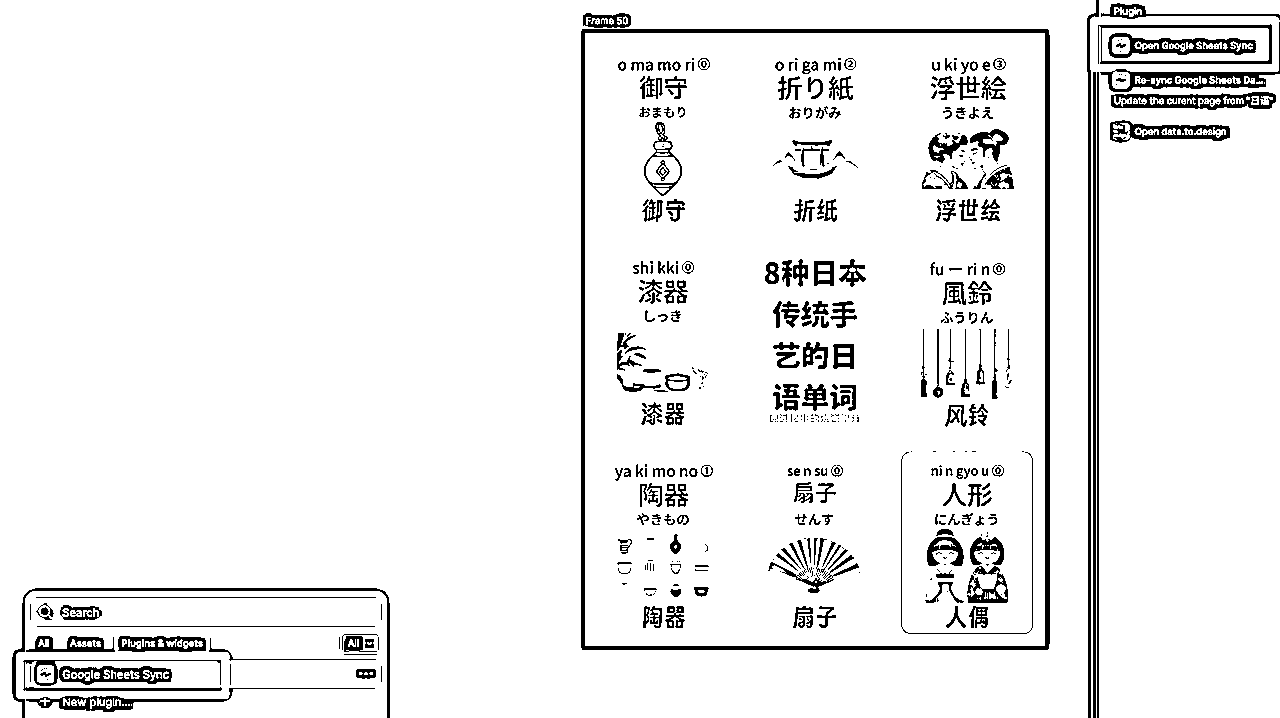 Frame 50
o ma mo ri⓪
御守
おまもり
御守
o ri ga mi②
折り紙
おりがみ
折纸
u ki yo e③
浮世絵
うきよえ
浮世绘
shi kki⓪
漆器
しっき
漆器
8种日本
传统手
艺的日
语单词
fu ー ri n⓪
風鈴
ふうりん
风铃
ya ki mo no①
陶器
やきもの
陶器
se n su⓪
扇子
せんす
扇子
ni n gyo u⓪
人形
にんぎょう
人偶
Plugin
Open Google Sheets Sync
Re-sync Google Sheets Da...
Update the curent page from "日语"
Open data.to.design
Search
All Assets Plugins & widgets All
Google Sheets Sync
New plugin...